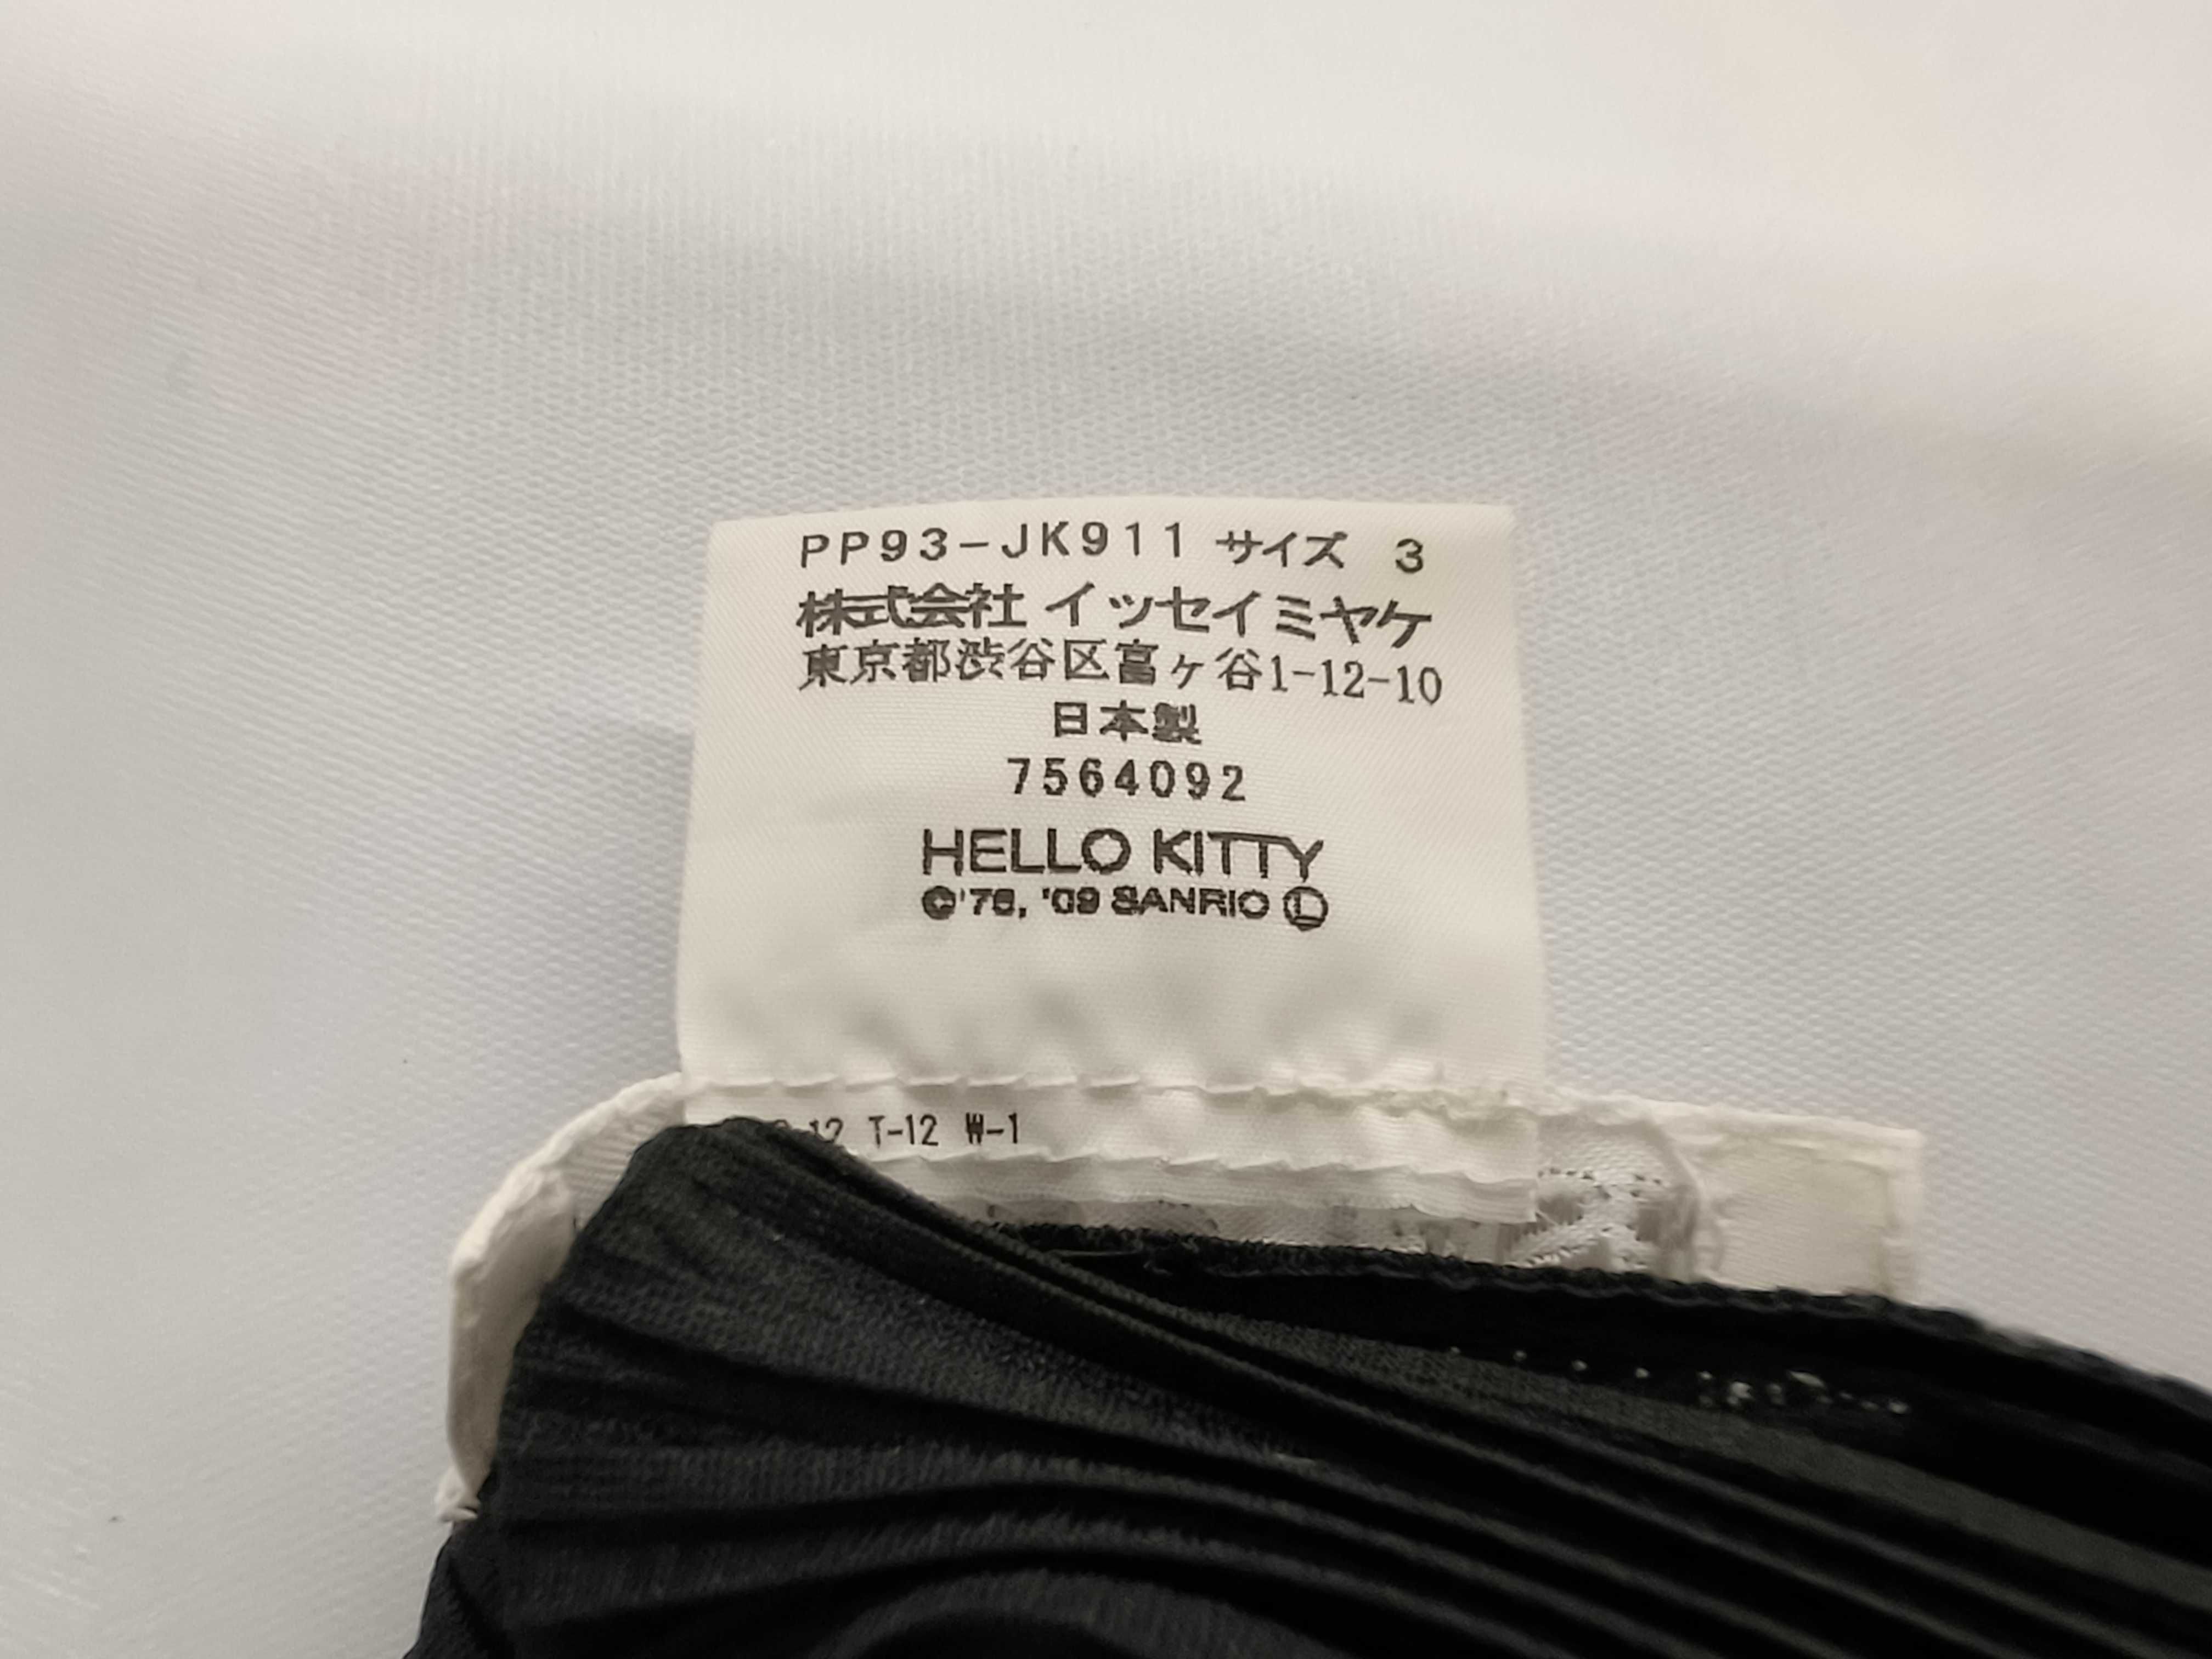 PP93-JK911 サイズ 3
株式会社 イッセイミヤケ
東京都渋谷区富ヶ谷1-12-10
日本製
7564092
HELLO KITTY
©'76, '09 SANRIO Ⓛ
-12 T-12 W-1